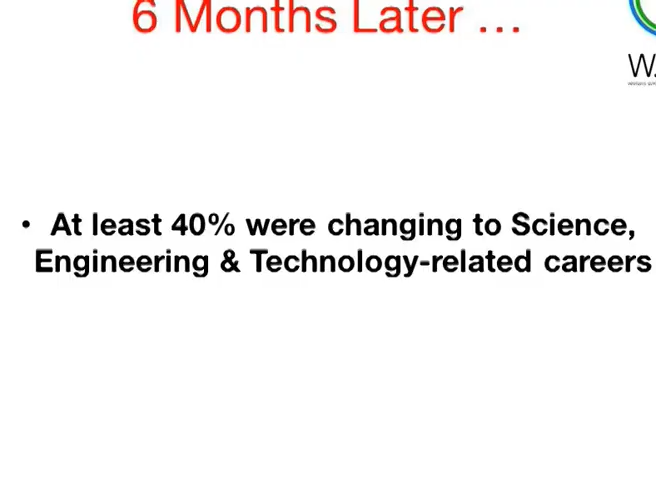 6 Months Later ...
W.
• At least 40% were changing to Science,
Engineering & Technology-related careers